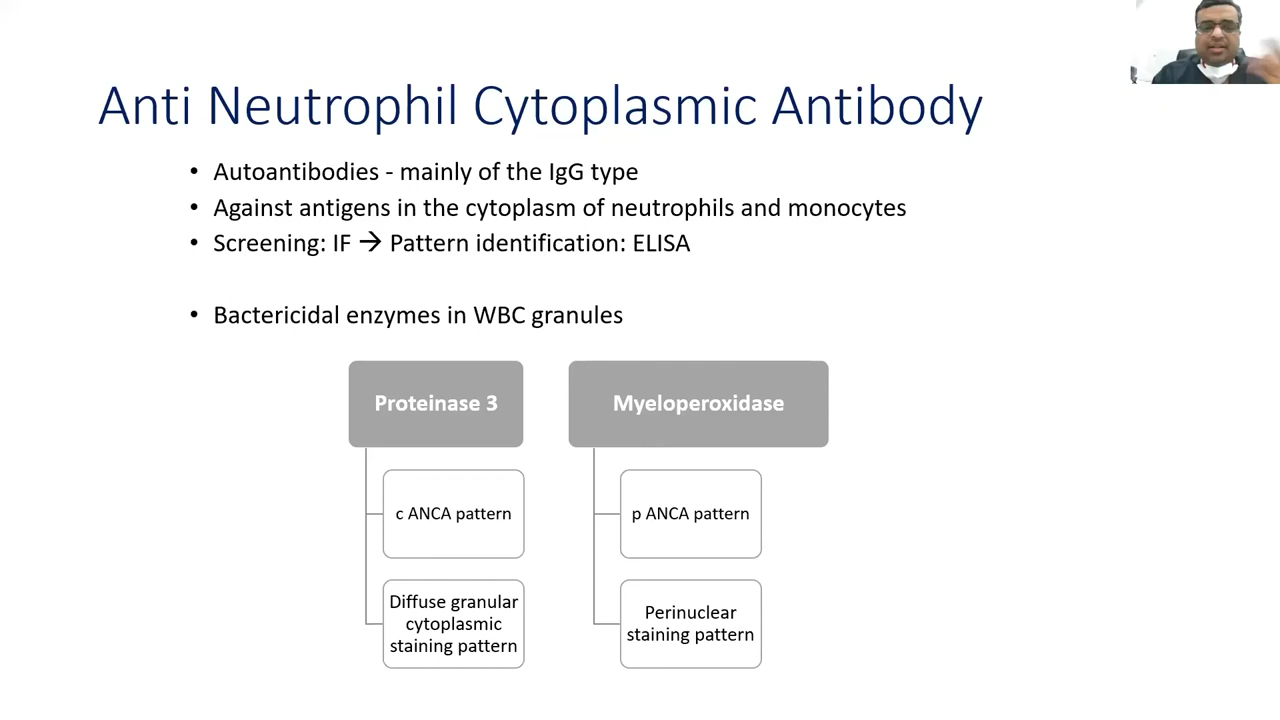 Anti Neutrophil Cytoplasmic Antibody
• Autoantibodies - mainly of the IgG type
• Against antigens in the cytoplasm of neutrophils and monocytes
• Screening: IF → Pattern identification: ELISA
• Bactericidal enzymes in WBC granules
Proteinase 3
c ANCA pattern
Diffuse granular
cytoplasmic
staining pattern
Myeloperoxidase
p ANCA pattern
Perinuclear
staining pattern